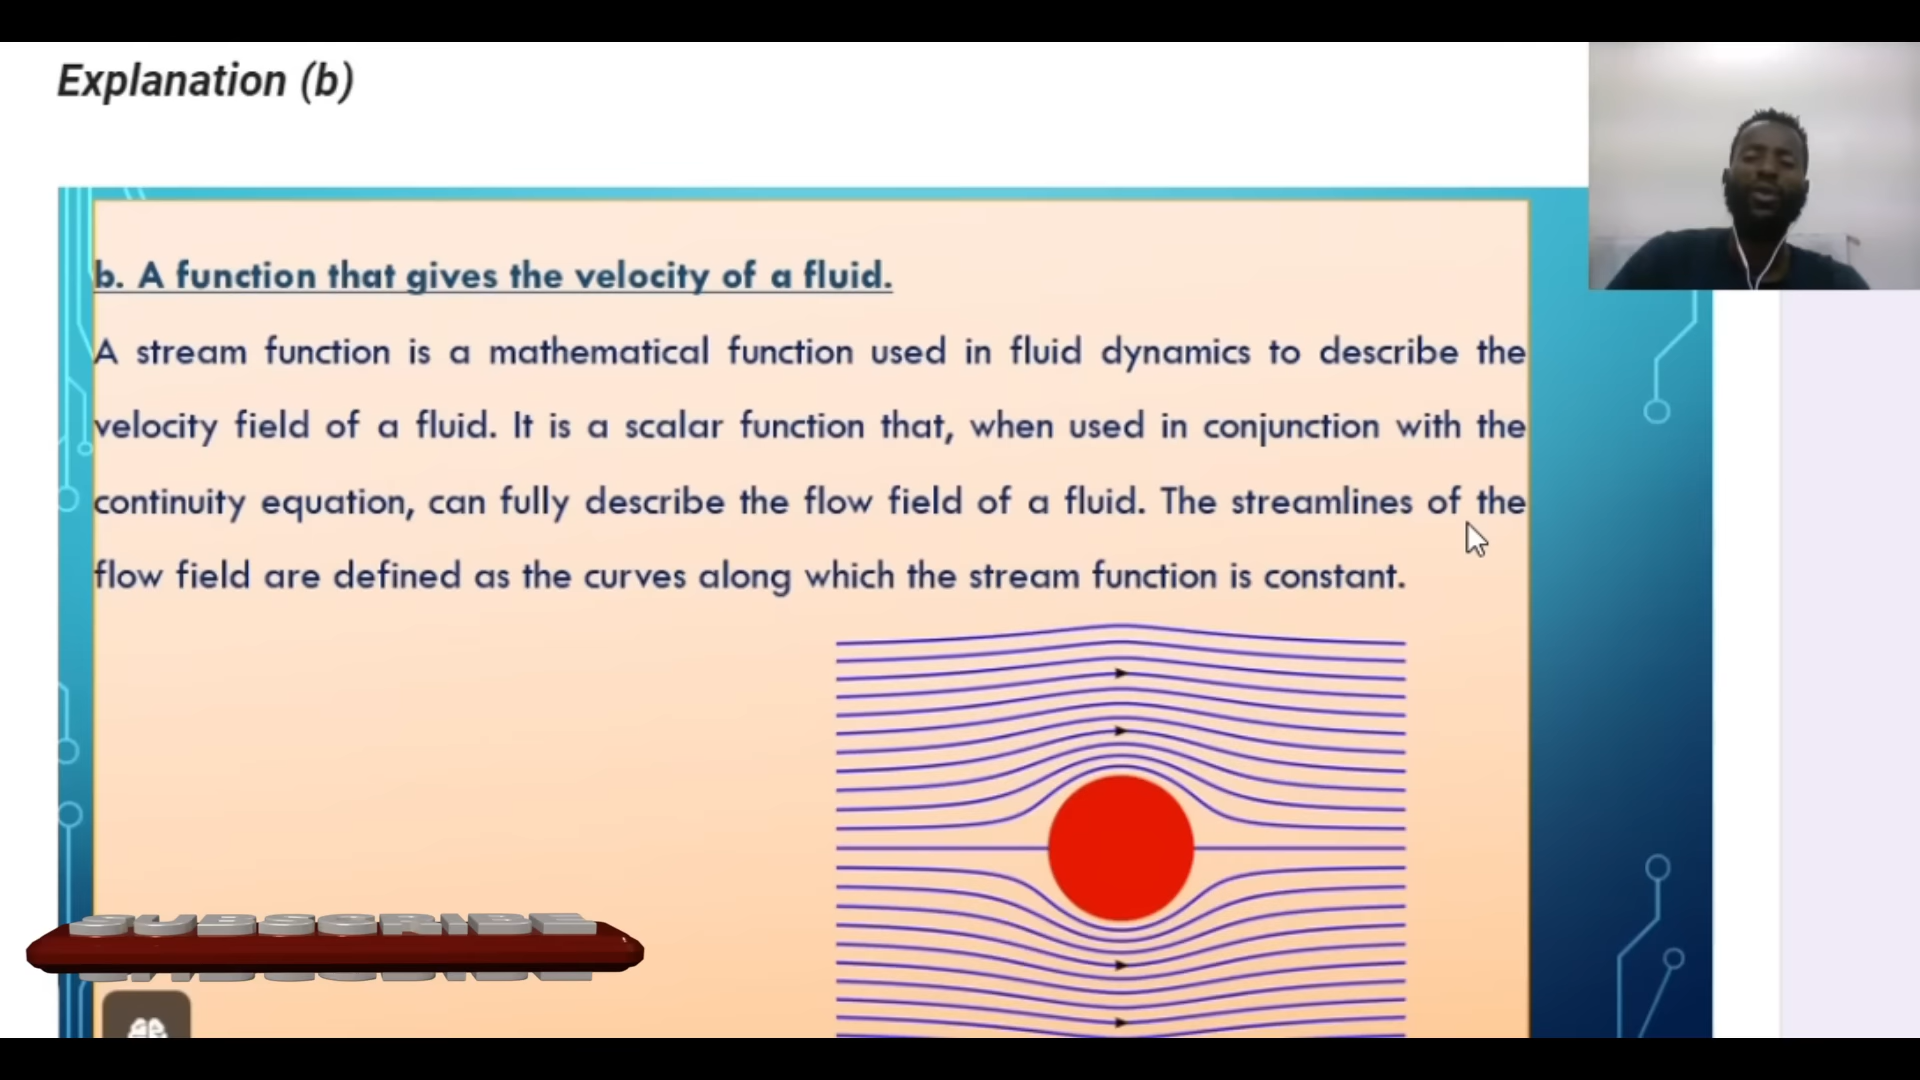 Explanation (b)
b. A function that gives the velocity of a fluid.
A stream function is a mathematical function used in fluid dynamics to describe the
velocity field of a fluid. It is a scalar function that, when used in conjunction with the
continuity equation, can fully describe the flow field of a fluid. The streamlines of the
flow field are defined as the curves along which the stream function is constant.
SUBSCRIBE